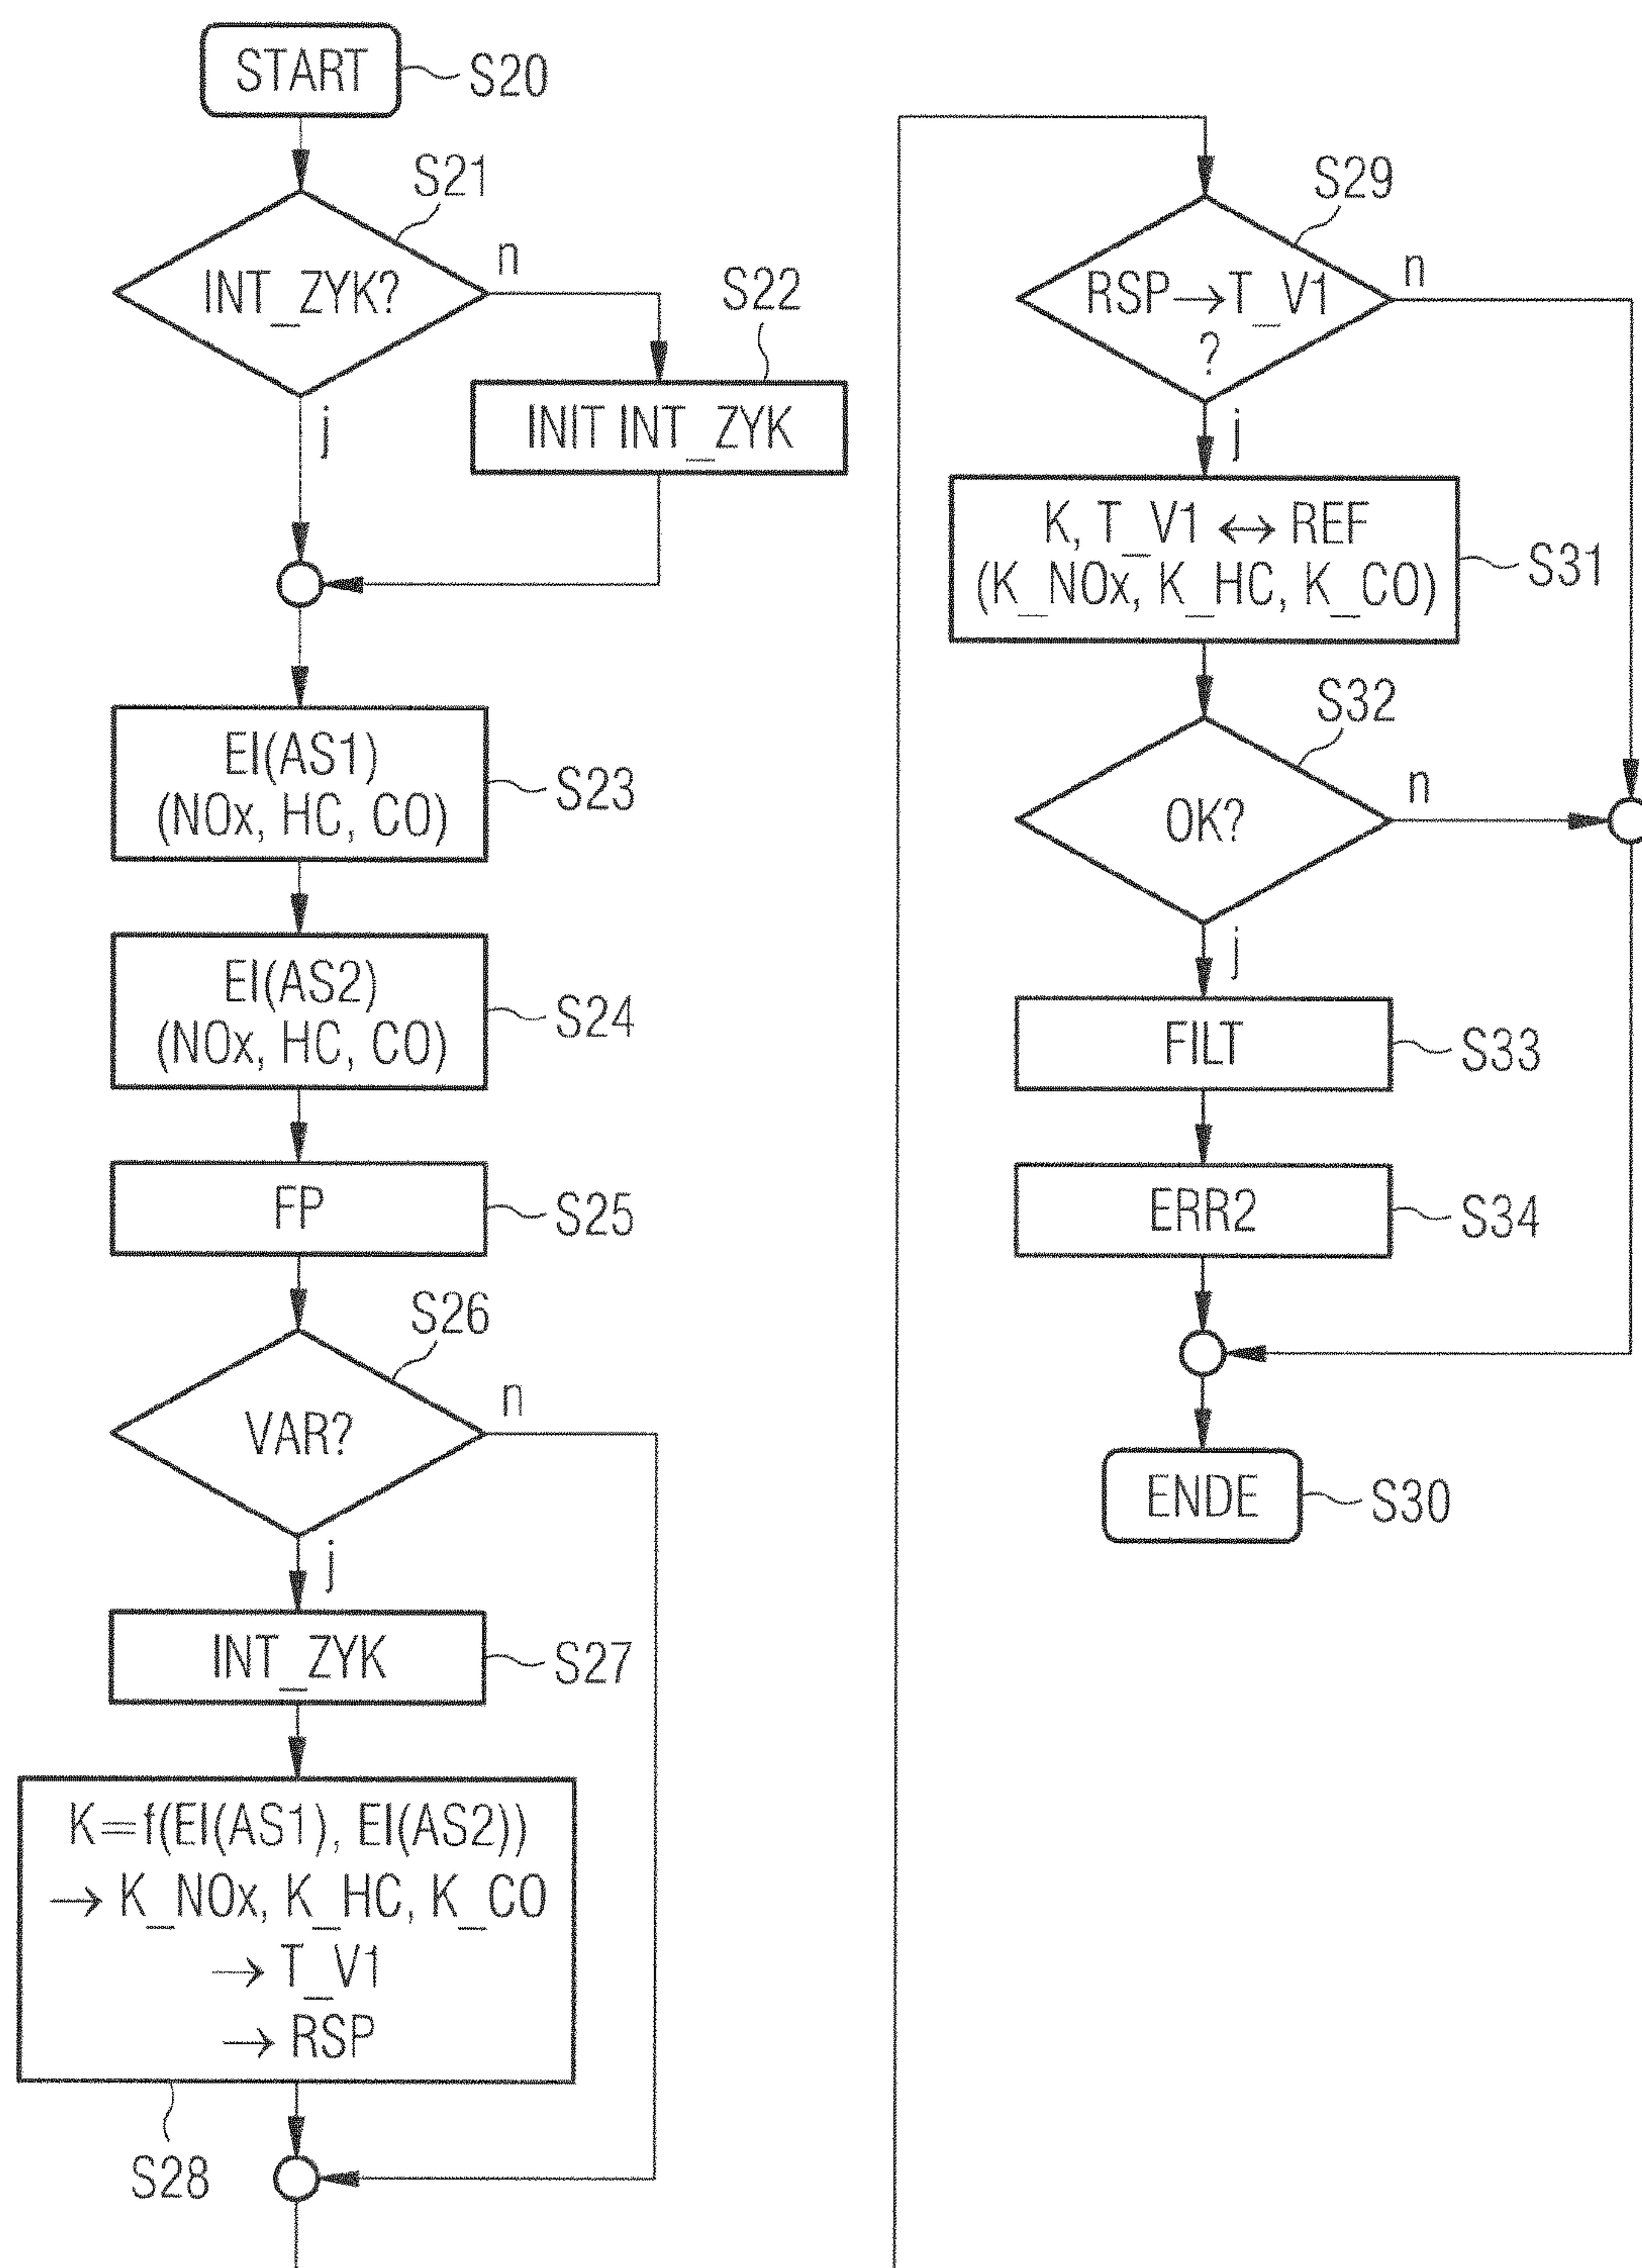 START
S20
S21
INT_ZYK?
n
j
S22
INIT INT_ZYK
EI(AS1)
(NOx, HC, CO)
S23
EI(AS2)
(NOx, HC, CO)
S24
FP
S25
S26
VAR?
n
j
INT_ZYK
S27
K=f(EI(AS1), EI(AS2))
→ K_NOx, K_HC, K_CO
→ T_V1
→ RSP
S28
S29
RSP→T_V1
?
n
j
K, T_V1 ↔ REF
(K_NOx, K_HC, K_CO)
S31
S32
OK?
n
j
FILT
S33
ERR2
S34
ENDE
S30